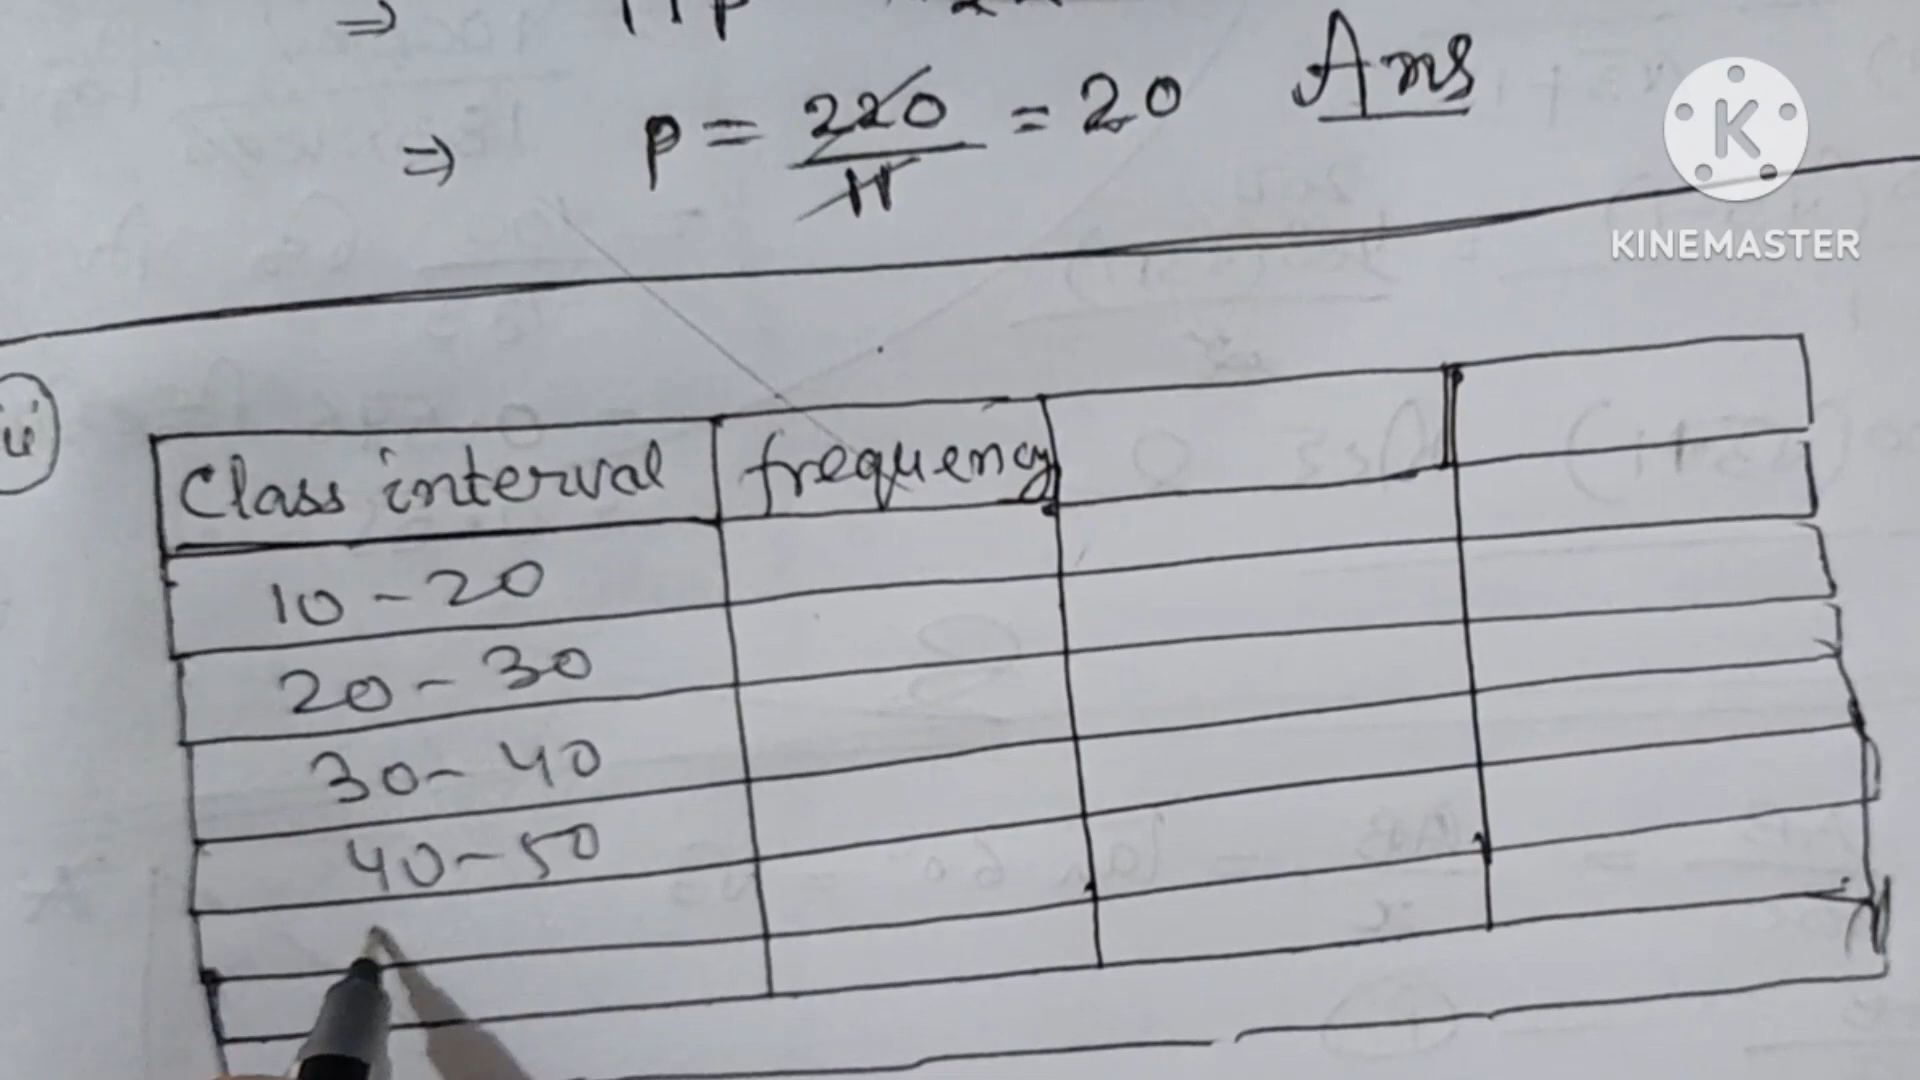 ⇒
⇒ p = 220/11 = 20 Ans
K
KINEMASTER
Class interval frequency
10-20
20-30
30-40
40-50